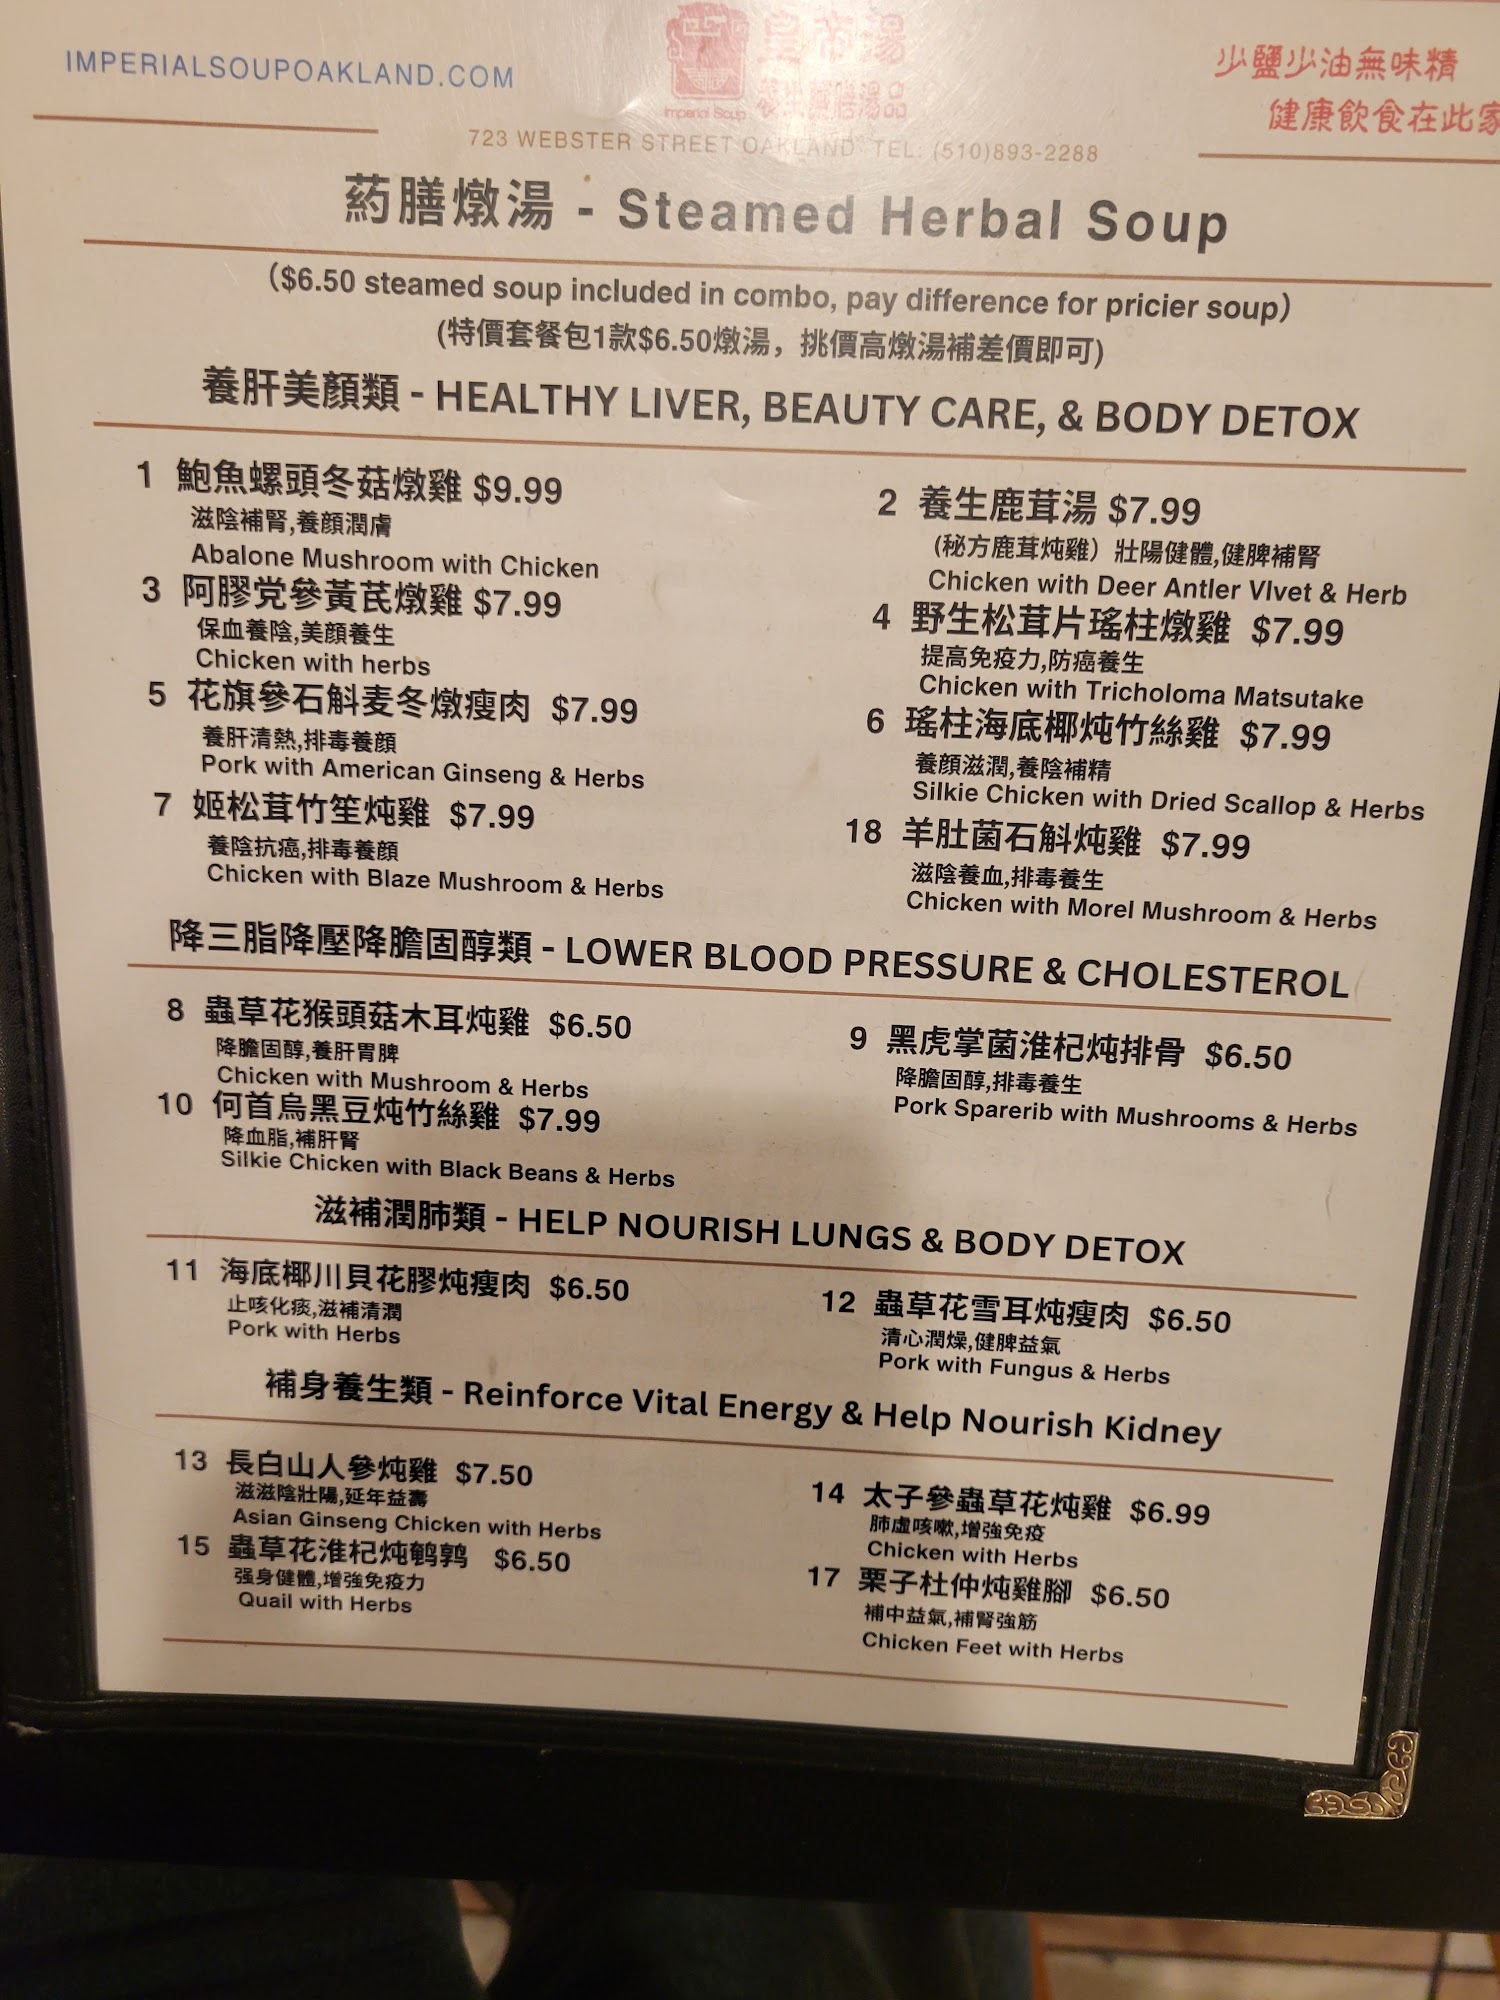 IMPERIALSOUPOAKLAND.COM
皇帝湯
Imperial Soup
湯品
少鹽少油無味精
健康飲食在此家
723 WEBSTER STREET OAKLAND TEL: (510)893-2288
葯膳燉湯 - Steamed Herbal Soup
($6.50 steamed soup included in combo, pay difference for pricier soup)
(特價套餐包1款$6.50燉湯，挑價高燉湯補差價即可)
養肝美顏類 - HEALTHY LIVER, BEAUTY CARE, & BODY DETOX
1 鮑魚螺頭冬菇燉雞 $9.99
滋陰補腎,養顏潤膚
Abalone Mushroom with Chicken
2 養生鹿茸湯 $7.99
(秘方鹿茸炖雞）壯陽健體,健脾補腎
Chicken with Deer Antler Vlvet & Herb
3 阿膠党參黃芪燉雞 $7.99
保血養陰,美顏養生
Chicken with herbs
4 野生松茸片瑤柱燉雞 $7.99
提高免疫力,防癌養生
Chicken with Tricholoma Matsutake
5 花旗參石斛麦冬燉瘦肉 $7.99
養肝清熱,排毒養顏
Pork with American Ginseng & Herbs
6 瑤柱海底椰炖竹絲雞 $7.99
養顏滋潤,養陰補精
Silkie Chicken with Dried Scallop & Herbs
7 姬松茸竹笙炖雞 $7.99
養陰抗癌,排毒養顏
Chicken with Blaze Mushroom & Herbs
18 羊肚菌石斛炖雞 $7.99
滋陰養血,排毒養生
Chicken with Morel Mushroom & Herbs
降三脂降壓降膽固醇類 - LOWER BLOOD PRESSURE & CHOLESTEROL
8 蟲草花猴頭菇木耳炖雞 $6.50
降膽固醇,養肝胃脾
Chicken with Mushroom & Herbs
9 黑虎掌菌淮杞炖排骨 $6.50
降膽固醇,排毒養生
Pork Sparerib with Mushrooms & Herbs
10 何首烏黑豆炖竹絲雞 $7.99
降血脂,補肝腎
Silkie Chicken with Black Beans & Herbs
滋補潤肺類 - HELP NOURISH LUNGS & BODY DETOX
11 海底椰川貝花膠炖瘦肉 $6.50
止咳化痰,滋補清潤
Pork with Herbs
12 蟲草花雪耳炖瘦肉 $6.50
清心潤燥,健脾益氣
Pork with Fungus & Herbs
補身養生類 - Reinforce Vital Energy & Help Nourish Kidney
13 長白山人參炖雞 $7.50
滋滋陰壯陽,延年益壽
Asian Ginseng Chicken with Herbs
14 太子參蟲草花炖雞 $6.99
肺虛咳嗽,增強免疫
Chicken with Herbs
15 蟲草花淮杞炖鹌鹑 $6.50
强身健體,增強免疫力
Quail with Herbs
17 栗子杜仲炖雞腳 $6.50
補中益氣,補腎強筋
Chicken Feet with Herbs